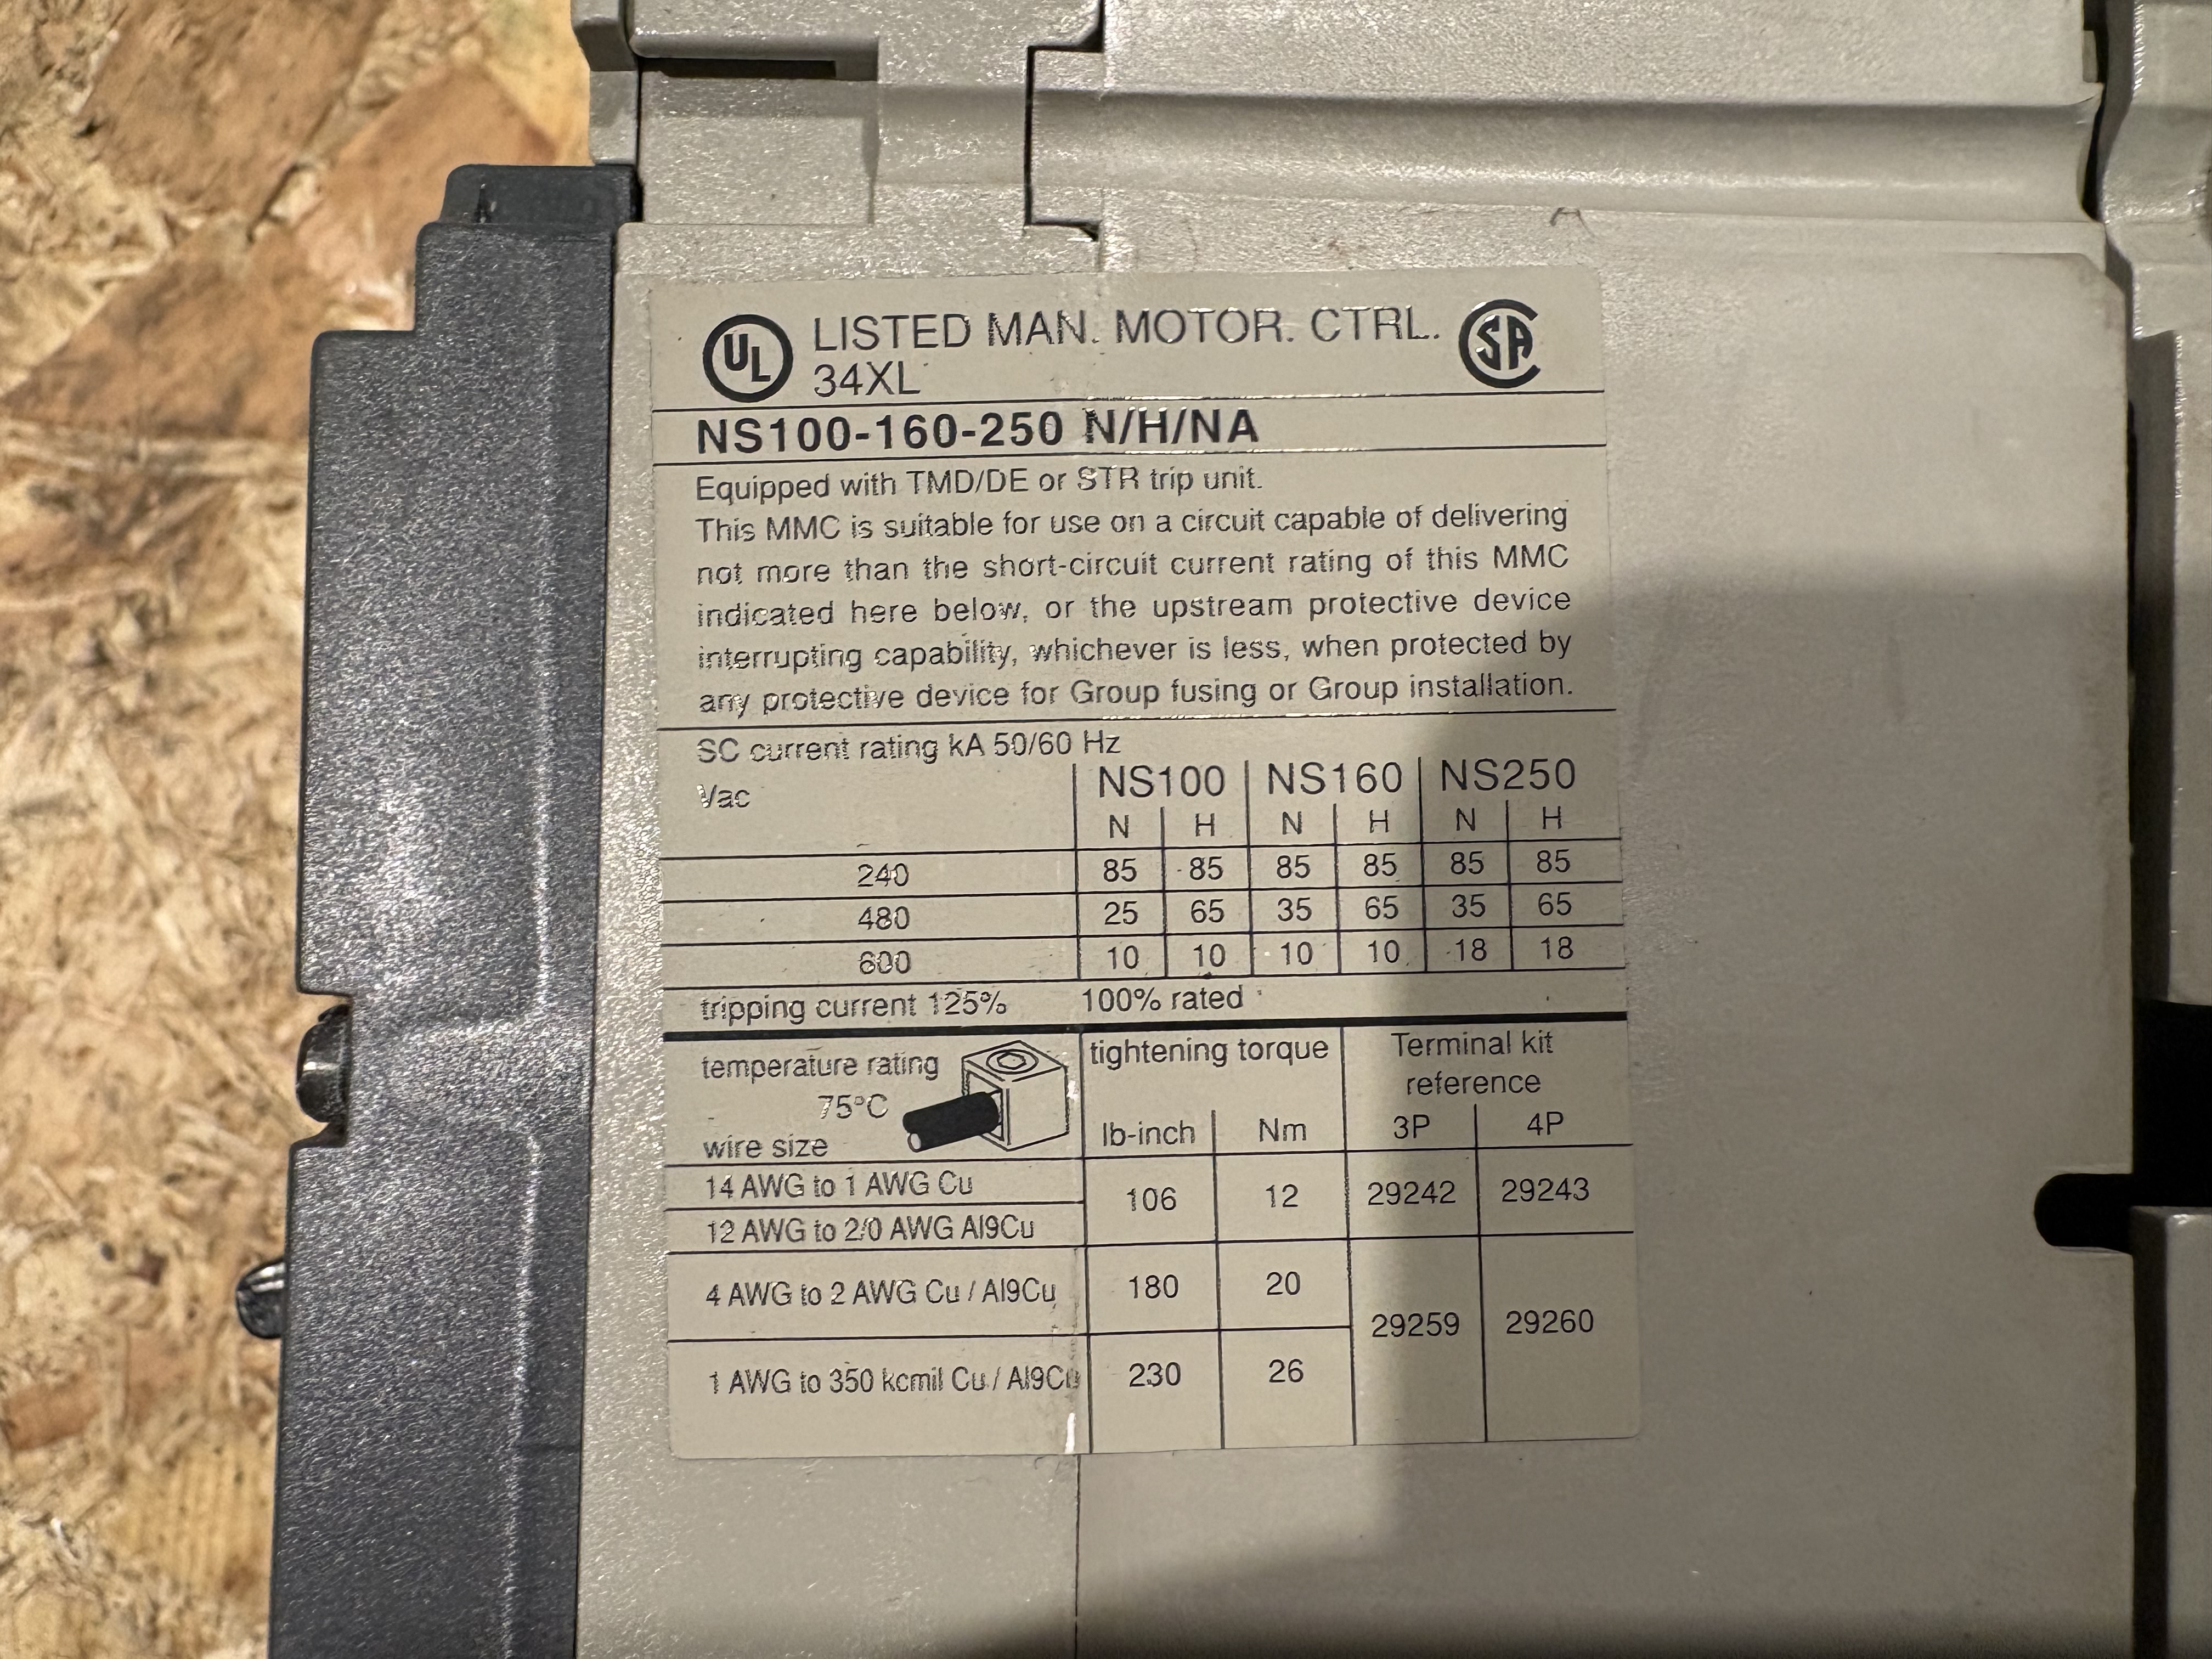 UL LISTED MAN. MOTOR. CTRL. SA
34XL
NS100-160-250 N/H/NA
Equipped with TMD/DE or STR trip unit.
This MMC is suitable for use on a circuit capable of delivering
not more than the short-circuit current rating of this MMC
indicated here below, or the upstream protective device
interrupting capability, whichever is less, when protected by
any protective device for Group fusing or Group installation.
SC current rating kA 50/60 Hz
Vac NS100 NS160 NS250
N H N H N H
240 85 85 85 85 85 85
480 25 65 35 65 35 65
600 10 10 10 10 18 18
tripping current 125% 100% rated
temperature rating tightening torque Terminal kit
75°C reference
wire size lb-inch Nm 3P 4P
14 AWG to 1 AWG Cu 106 12 29242 29243
12 AWG to 2/0 AWG Al9Cu
4 AWG to 2 AWG Cu / Al9Cu 180 20 29259 29260
1 AWG to 350 kcmil Cu / Al9Cu 230 26